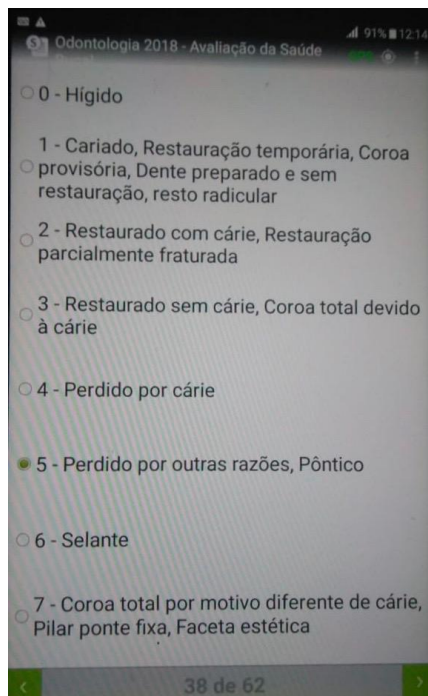 91% 12:14
Odontologia 2018 - Avaliação da Saúde
0 - Hígido
1 - Cariado, Restauração temporária, Coroa
provisória, Dente preparado e sem
restauração, resto radicular
2 - Restaurado com cárie, Restauração
parcialmente fraturada
3 - Restaurado sem cárie, Coroa total devido
à cárie
4 - Perdido por cárie
5 - Perdido por outras razões, Pôntico
6 - Selante
7 - Coroa total por motivo diferente de cárie,
Pilar ponte fixa, Faceta estética
38 de 62